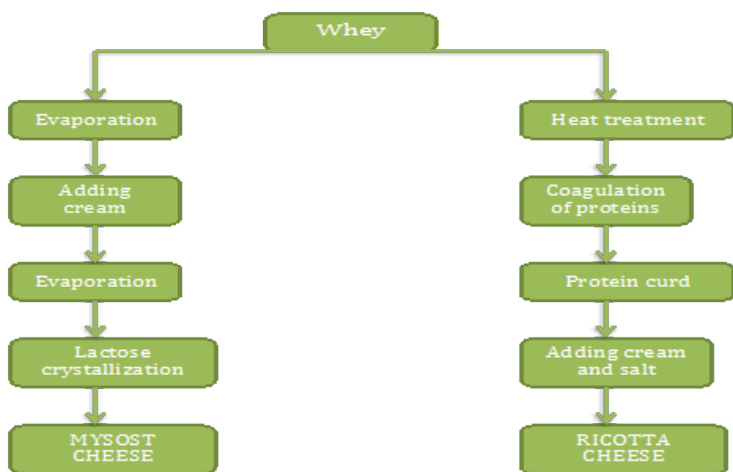 Whey
Evaporation
Adding
cream
Evaporation
Lactose
crystallization
MYSOST
CHEESE
Heat treatment
Coagulation
of proteins
Protein curd
Adding cream
and salt
RICOTTA
CHEESE